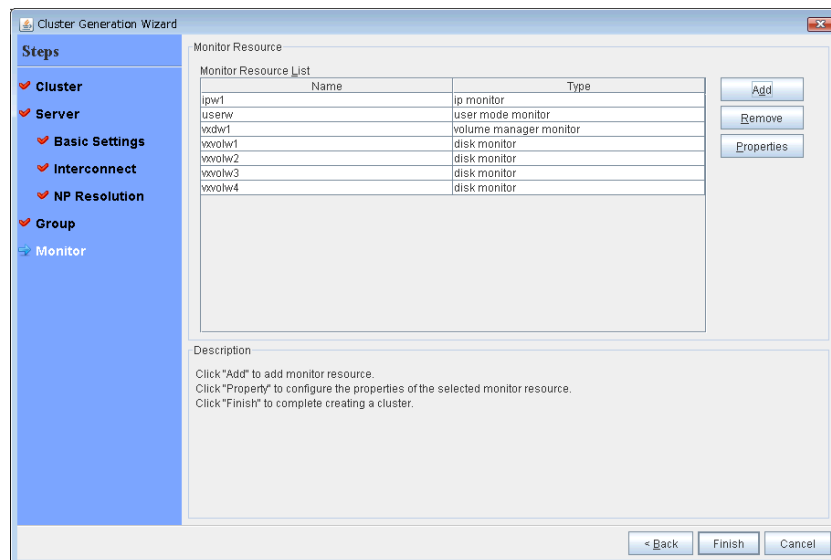 Cluster Generation Wizard
Steps
Cluster
Server
Basic Settings
Interconnect
NP Resolution
Group
Monitor
Monitor Resource
Monitor Resource List
Name Type
ipw1 ip monitor
userw user mode monitor
vxdw1 volume manager monitor
vxvolw1 disk monitor
vxvolw2 disk monitor
vxvolw3 disk monitor
vxvolw4 disk monitor
Add
Remove
Properties
Description
Click "Add" to add monitor resource.
Click "Property" to configure the properties of the selected monitor resource.
Click "Finish" to complete creating a cluster.
< Back Finish Cancel